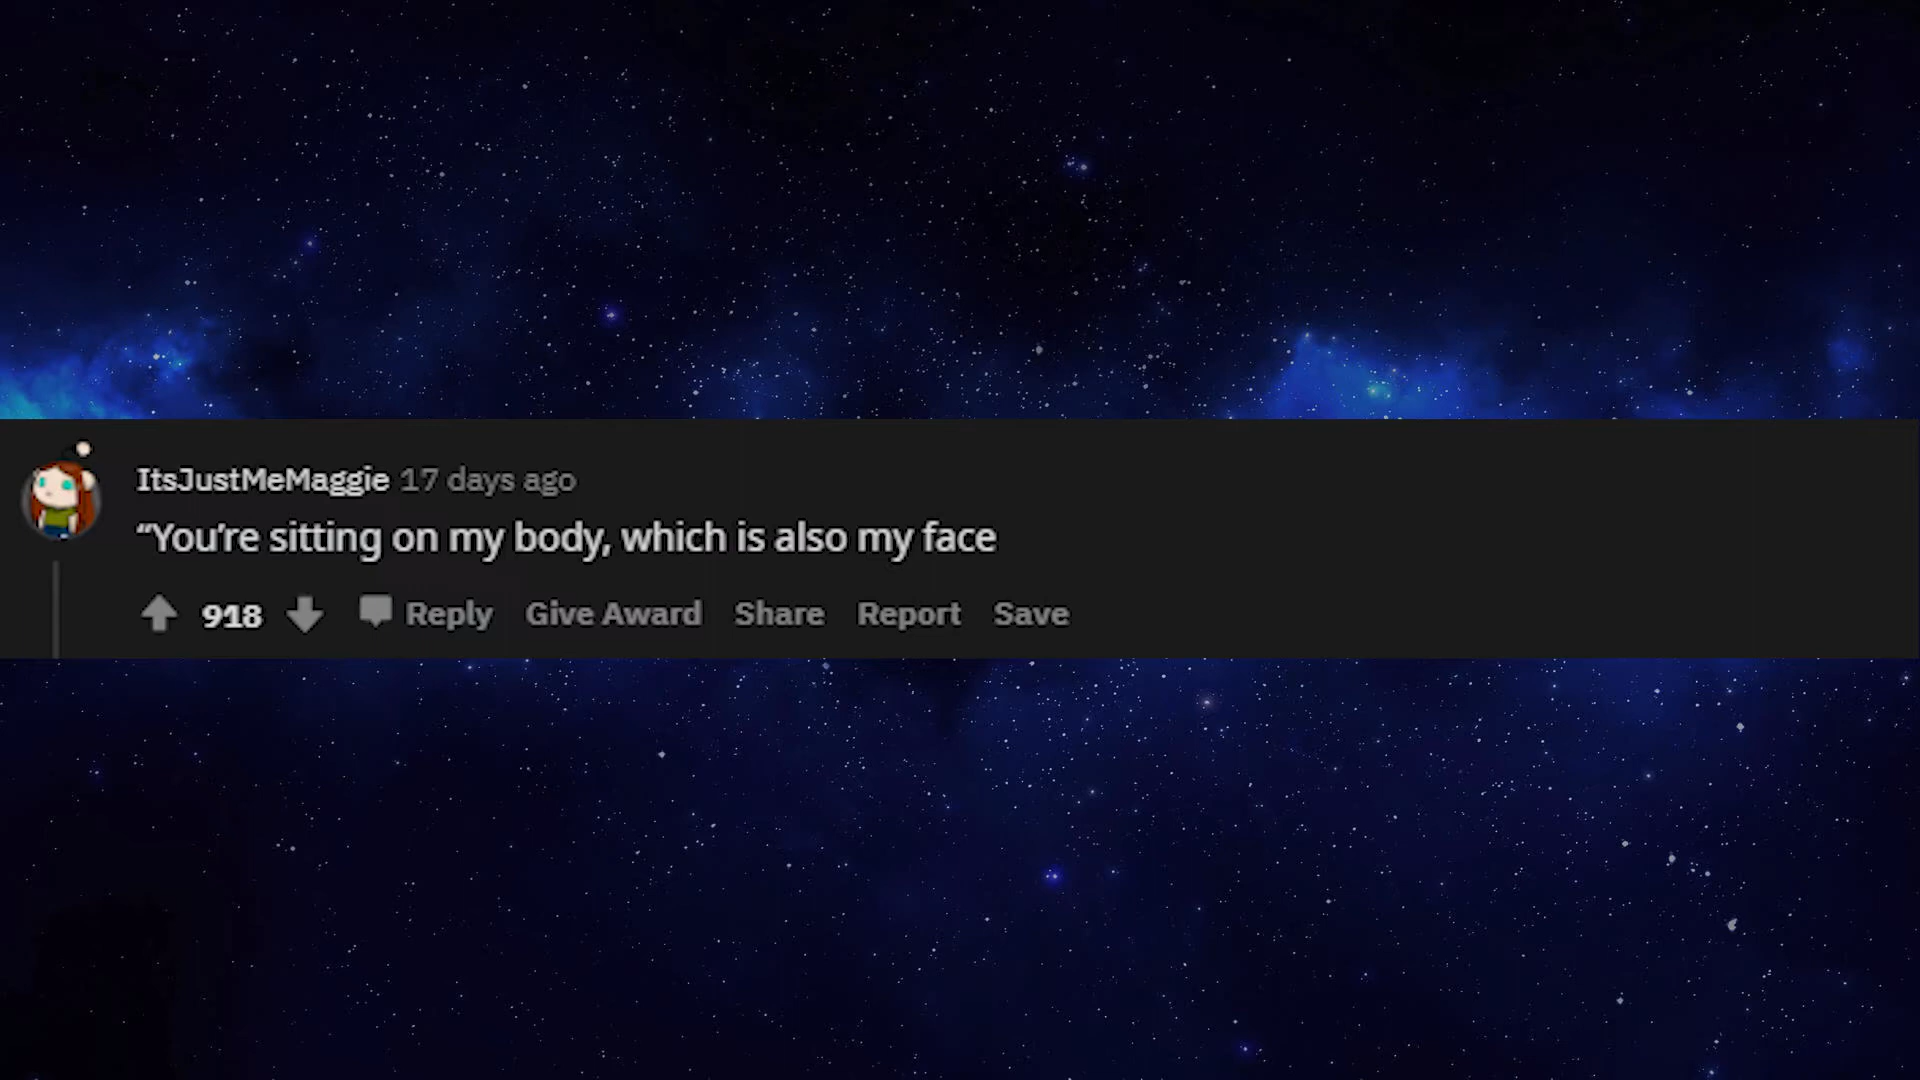 ItsJustMeMaggie 17 days ago
“You’re sitting on my body, which is also my face
918 Reply Give Award Share Report Save